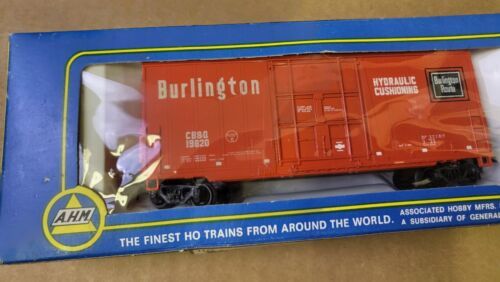 Burlington
HYDRAULIC
CUSHIONING
Burlington
Route
CB&Q
19820
A.H.M.
THE FINEST HO TRAINS FROM AROUND THE WORLD.
ASSOCIATED HOBBY MFRS.
A SUBSIDIARY OF GENERAL